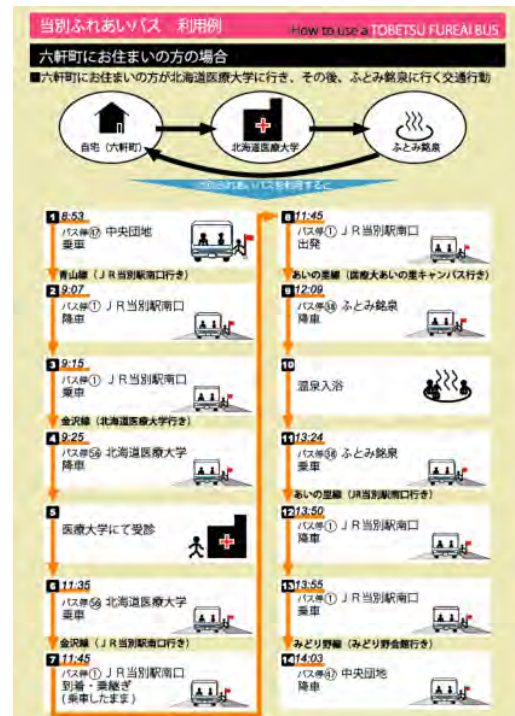 当別ふれあいバス 利用例
How to use a TOBETSU FUREAI BUS
六軒町にお住まいの方の場合
■六軒町にお住まいの方が北海道医療大学に行き、その後、ふとみ銘泉に行く交通行動
自宅(六軒町)
北海道医療大学
ふとみ銘泉
当別ふれあいバスを利用すると
1 8:53
バス停㊼ 中央団地
乗車
青山線(JR当別駅南口行き)
2 9:07
バス停① JR当別駅南口
降車
3 9:15
バス停① JR当別駅南口
乗車
金沢線(北海道医療大学行き)
4 9:25
北海道医療大学
降車
5
医療大学にて受診
6 11:35
北海道医療大学
乗車
金沢線(JR当別駅南口行き)
7 11:45
バス停① JR当別駅南口
到着・乗継ぎ
(乗車したまま)
8 11:45
バス停① JR当別駅南口
出発
あいの里線(医療大あいの里キャンパス行き)
9 12:09
バス停㊳ ふとみ銘泉
降車
10
温泉入浴
11 13:24
バス停㊳ ふとみ銘泉
乗車
あいの里線(JR当別駅南口行き)
12 13:50
バス停① JR当別駅南口
降車
13 13:55
バス停① JR当別駅南口
乗車
みどり野線(みどり野会館行き)
14 14:03
バス停㊼ 中央団地
降車